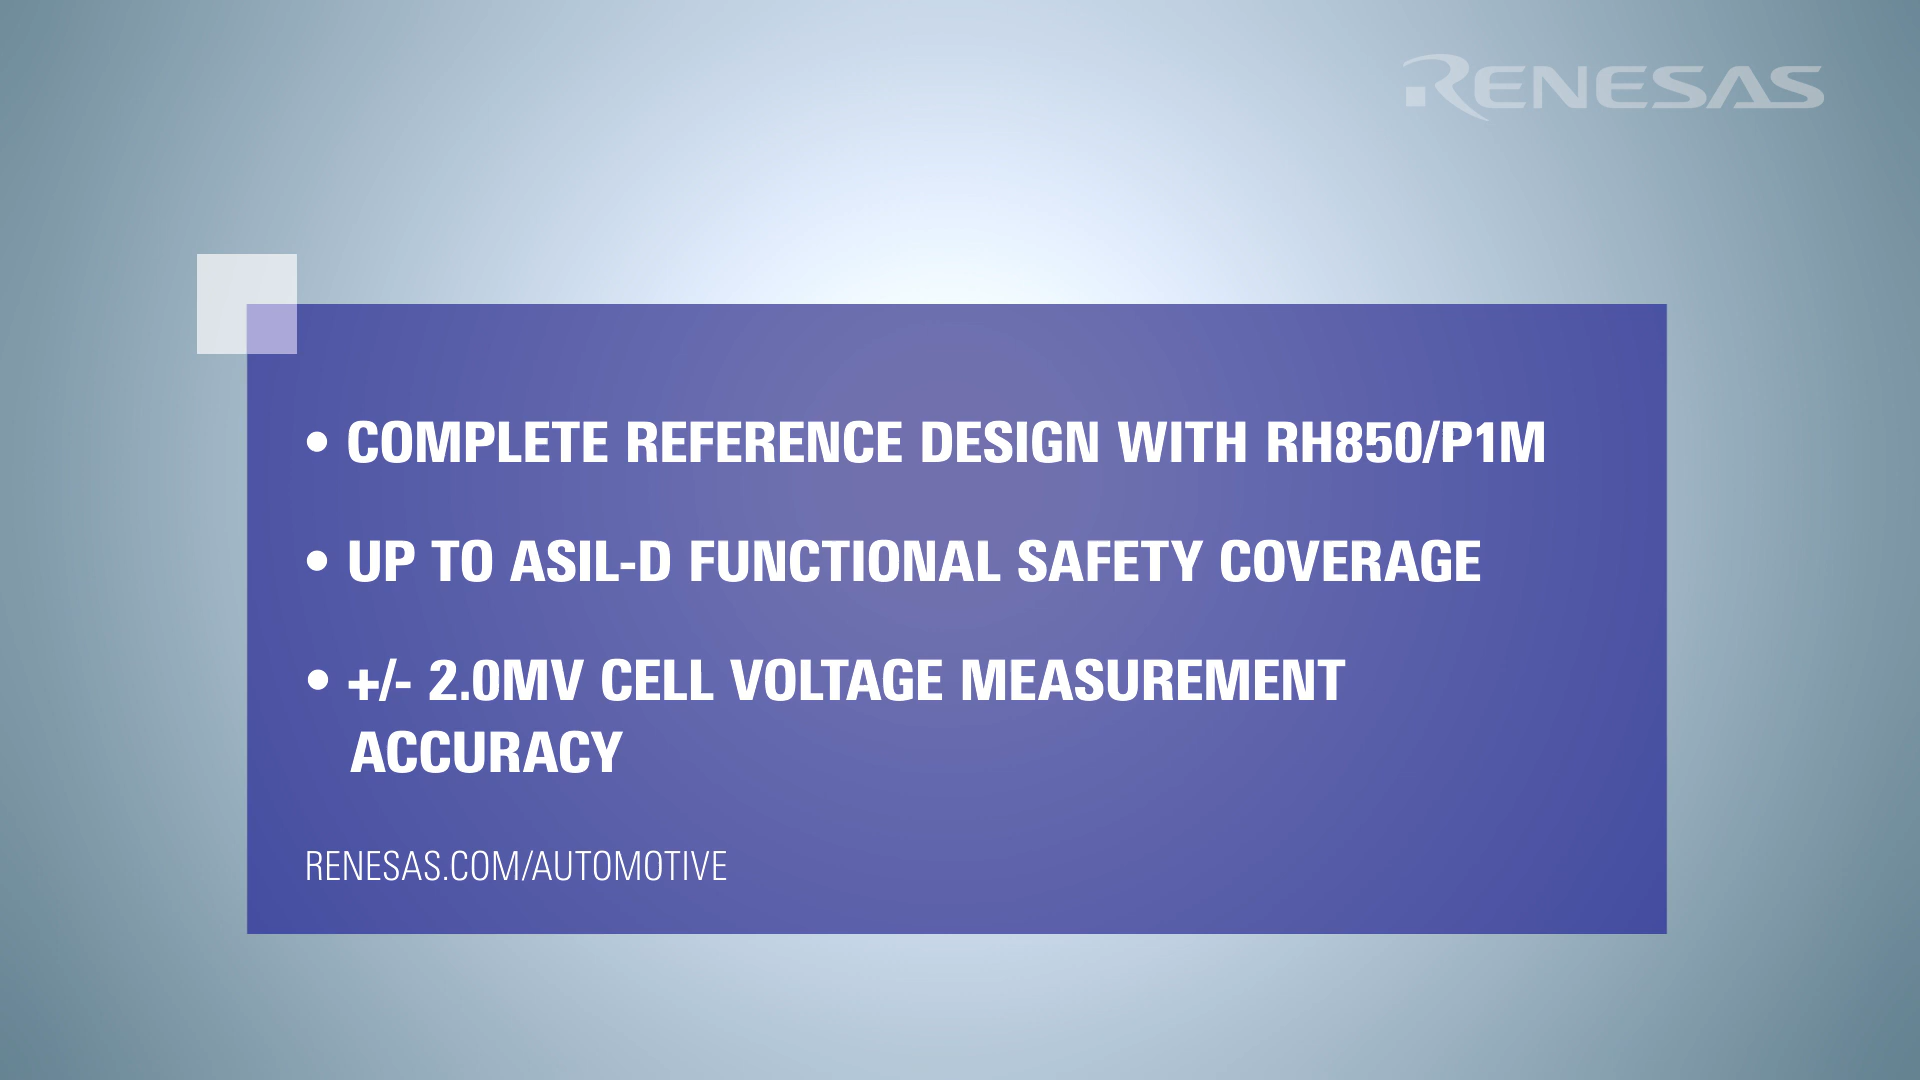 RENESAS
• COMPLETE REFERENCE DESIGN WITH RH850/P1M
• UP TO ASIL-D FUNCTIONAL SAFETY COVERAGE
• +/- 2.0MV CELL VOLTAGE MEASUREMENT
ACCURACY
RENESAS.COM/AUTOMOTIVE